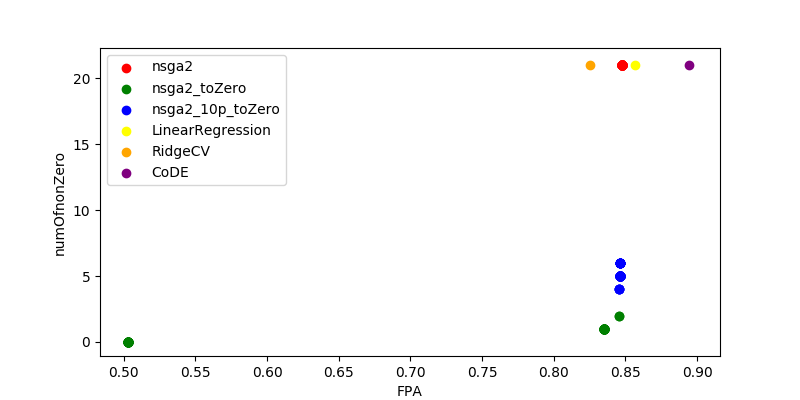 nsga2
nsga2_toZero
nsga2_10p_toZero
LinearRegression
RidgeCV
CoDE
numOfnonZero
20
15
10
5
0
0.50 0.55 0.60 0.65 0.70 0.75 0.80 0.85 0.90
FPA